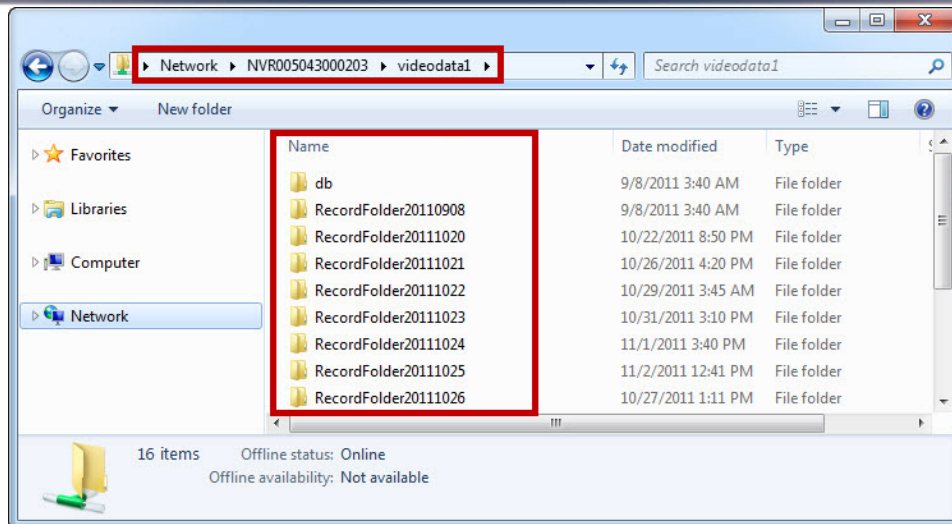 Network NVR005043000203 videodata1 Search videodata1
Organize New folder
Favorites
Libraries
Computer
Network
Name Date modified Type
db 9/8/2011 3:40 AM File folder
RecordFolder20110908 9/8/2011 3:40 AM File folder
RecordFolder20111020 10/22/2011 8:50 PM File folder
RecordFolder20111021 10/26/2011 4:20 PM File folder
RecordFolder20111022 10/29/2011 3:45 AM File folder
RecordFolder20111023 10/31/2011 3:10 PM File folder
RecordFolder20111024 11/1/2011 3:40 PM File folder
RecordFolder20111025 11/2/2011 12:41 PM File folder
RecordFolder20111026 10/27/2011 1:11 PM File folder
16 items Offline status: Online
Offline availability: Not available